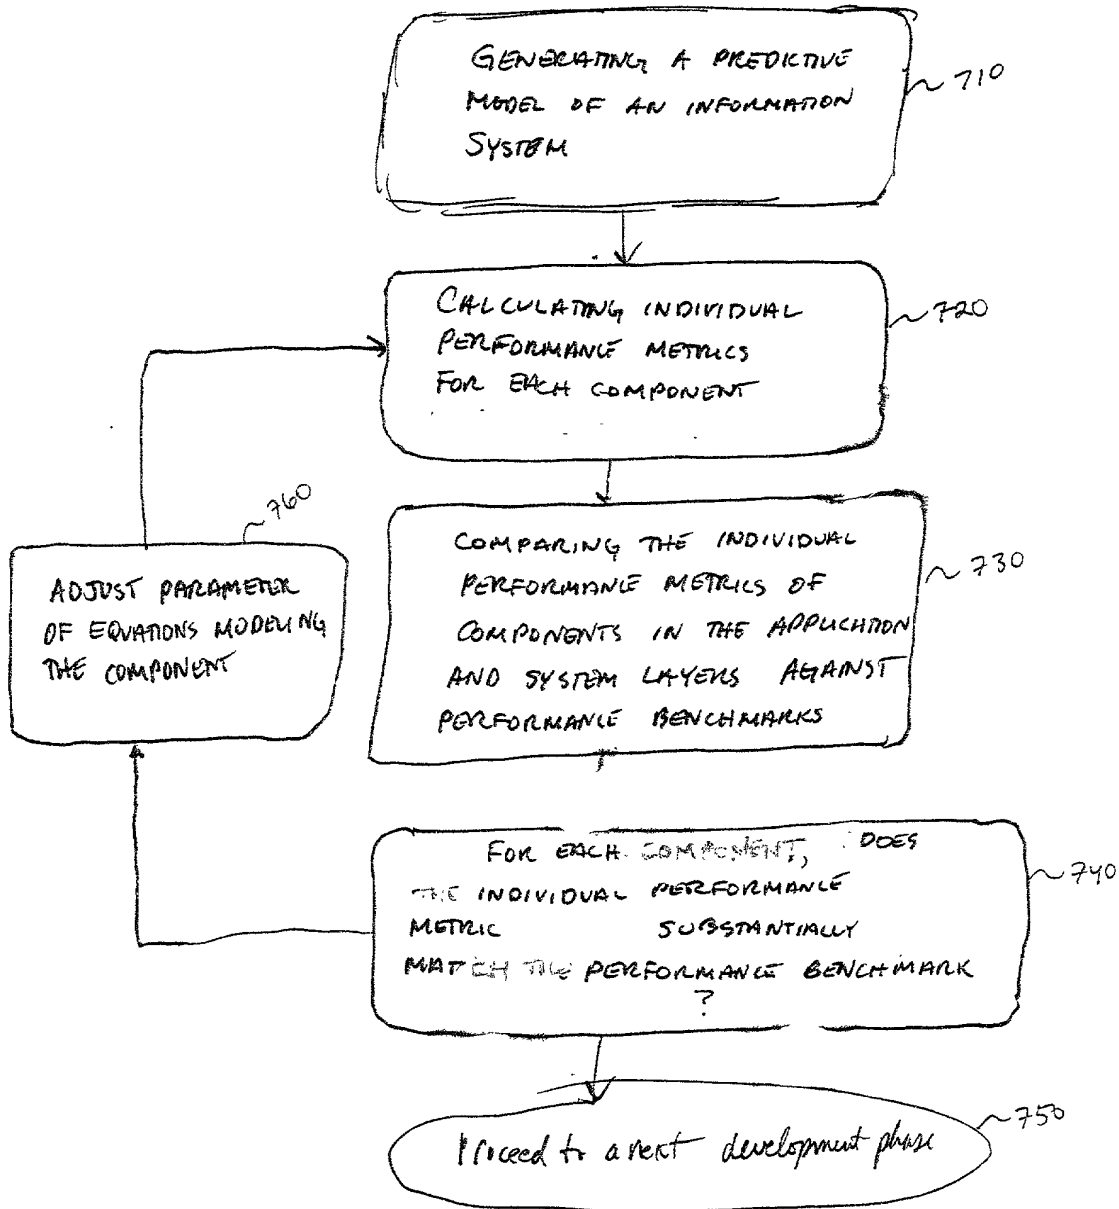 GENERATING A PREDICTIVE
MODEL OF AN INFORMATION
SYSTEM
710
CALCULATING INDIVIDUAL
PERFORMANCE METRICS
FOR EACH COMPONENT
720
760
ADJUST PARAMETER
OF EQUATIONS MODELING
THE COMPONENT
COMPARING THE INDIVIDUAL
PERFORMANCE METRICS OF
COMPONENTS IN THE APPLICATION
AND SYSTEM LAYERS AGAINST
PERFORMANCE BENCHMARKS
730
FOR EACH COMPONENT, DOES
THE INDIVIDUAL PERFORMANCE
METRIC SUBSTANTIALLY
MATCH THE PERFORMANCE BENCHMARK
?
740
Proceed to a next development phase
750